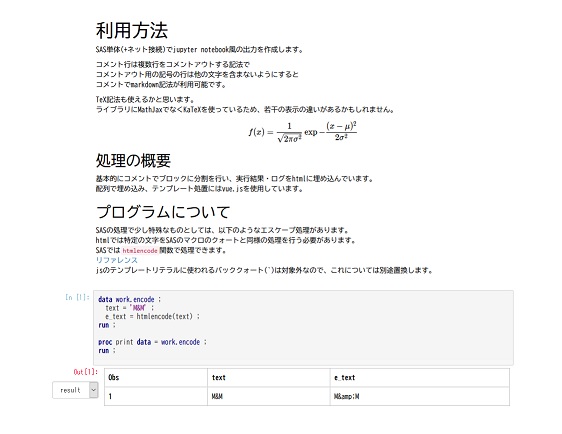 利用方法
SAS単体(+ネット接続)でjupyter notebook風の出力を作成します。
コメント行は複数行をコメントアウトする記法で
コメントアウト用の記号の行は他の文字を含まないようにすると
コメントでmarkdown記法が利用可能です。
TeX記法も使えるかと思います。
ライブラリにMathJaxでなくKaTeXを使っているため、若干の表示の違いがあるかもしれません。
f(x) = 1/√(2πσ²) exp −(x − μ)²/2σ²
処理の概要
基本的にコメントでブロックに分割を行い、実行結果・ログをhtmlに埋め込んでいます。
配列で埋め込み、テンプレート処理にはvue.jsを使用しています。
プログラムについて
SASの処理で少し特殊なものとしては、以下のようなエスケープ処理があります。
htmlでは特定の文字をSASのマクロのクォートと同様の処理を行う必要があります。
SASでは htmlencode 関数で処理できます。
リファレンス
jsのテンプレートリテラルに使われるバッククォート(`)は対象外なので、これについては別途置換します。
In [1]:
data work.encode ;
text = 'M&M' ;
e_text = htmlencode(text) ;
run ;
proc print data = work.encode ;
run ;
Out[1]:
result
Obs text e_text
1 M&M M&amp;M